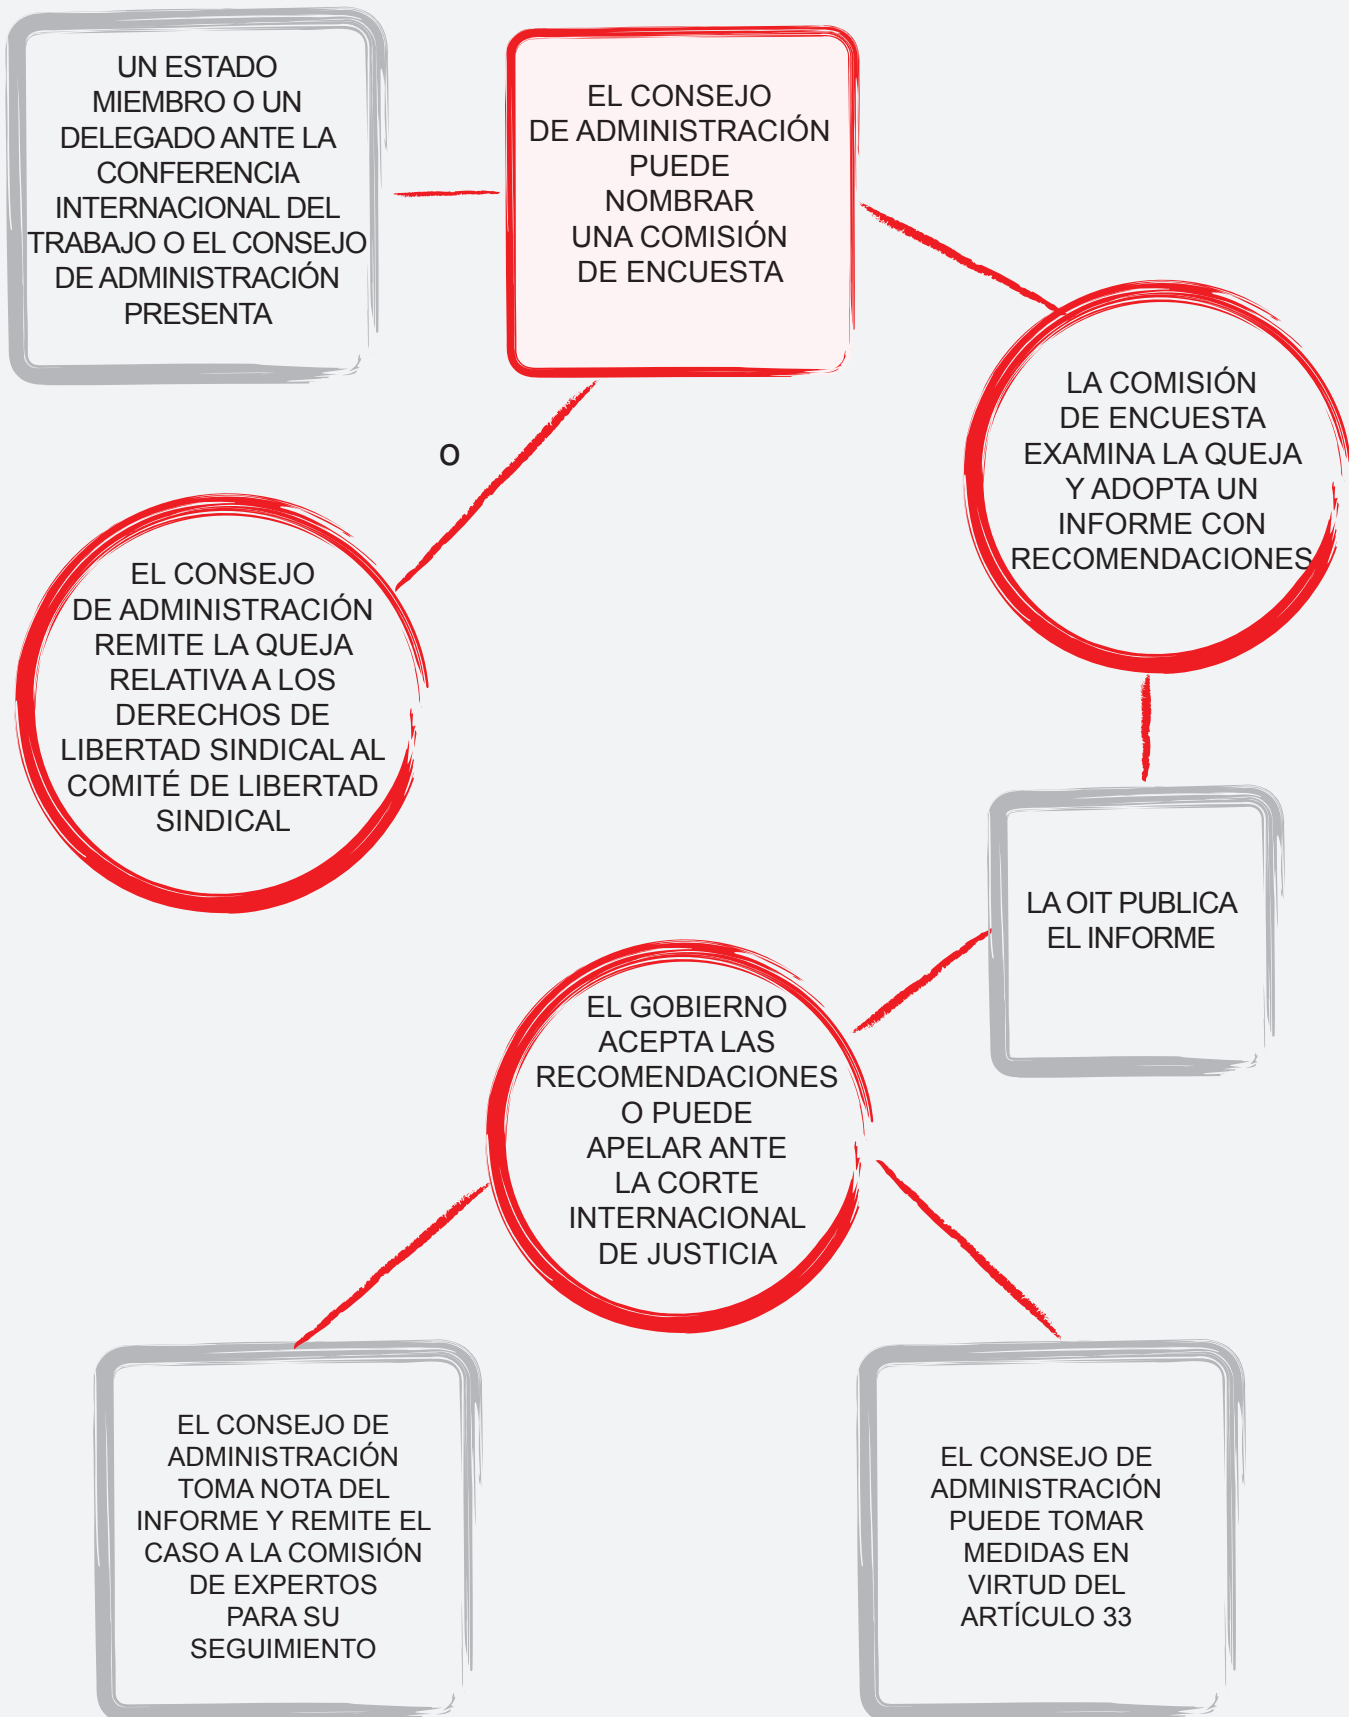 UN ESTADO
MIEMBRO O UN
DELEGADO ANTE LA
CONFERENCIA
INTERNACIONAL DEL
TRABAJO O EL CONSEJO
DE ADMINISTRACIÓN
PRESENTA
EL CONSEJO
DE ADMINISTRACIÓN
PUEDE
NOMBRAR
UNA COMISIÓN
DE ENCUESTA
LA COMISIÓN
DE ENCUESTA
EXAMINA LA QUEJA
Y ADOPTA UN
INFORME CON
RECOMENDACIONES
O
EL CONSEJO
DE ADMINISTRACIÓN
REMITE LA QUEJA
RELATIVA A LOS
DERECHOS DE
LIBERTAD SINDICAL AL
COMITÉ DE LIBERTAD
SINDICAL
LA OIT PUBLICA
EL INFORME
EL GOBIERNO
ACEPTA LAS
RECOMENDACIONES
O PUEDE
APELAR ANTE
LA CORTE
INTERNACIONAL
DE JUSTICIA
EL CONSEJO DE
ADMINISTRACIÓN
TOMA NOTA DEL
INFORME Y REMITE EL
CASO A LA COMISIÓN
DE EXPERTOS
PARA SU
SEGUIMIENTO
EL CONSEJO DE
ADMINISTRACIÓN
PUEDE TOMAR
MEDIDAS EN
VIRTUD DEL
ARTÍCULO 33